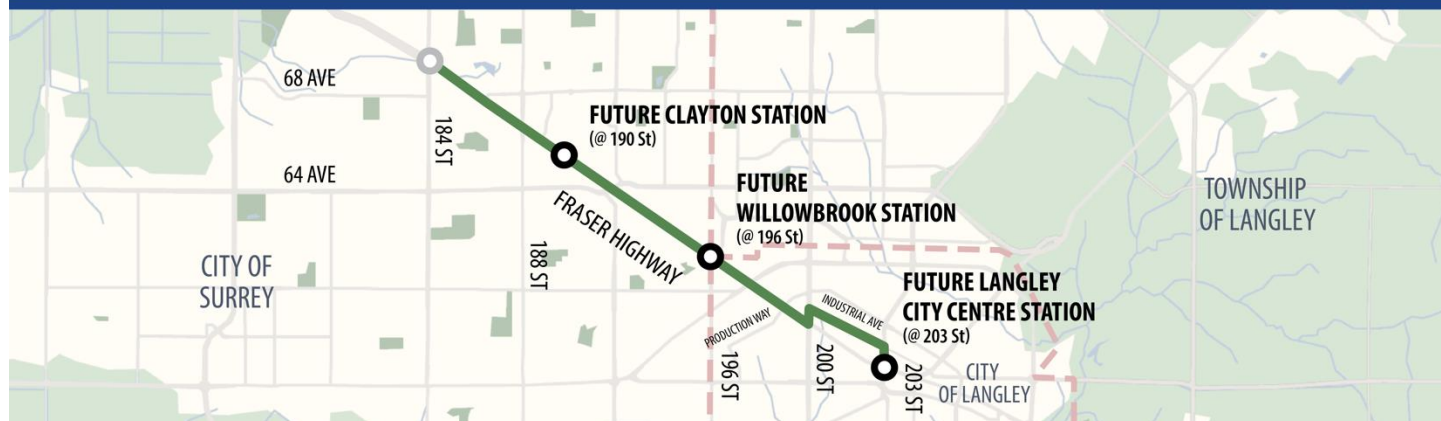 68 AVE
184 ST
FUTURE CLAYTON STATION
(@ 190 St)
64 AVE
FUTURE
WILLOWBROOK STATION
(@ 196 St)
TOWNSHIP
OF LANGLEY
FRASER HIGHWAY
188 ST
CITY OF
SURREY
FUTURE LANGLEY
CITY CENTRE STATION
(@ 203 St)
INDUSTRIAL AVE
PRODUCTION WAY
196 ST
200 ST
203 ST
CITY
OF LANGLEY